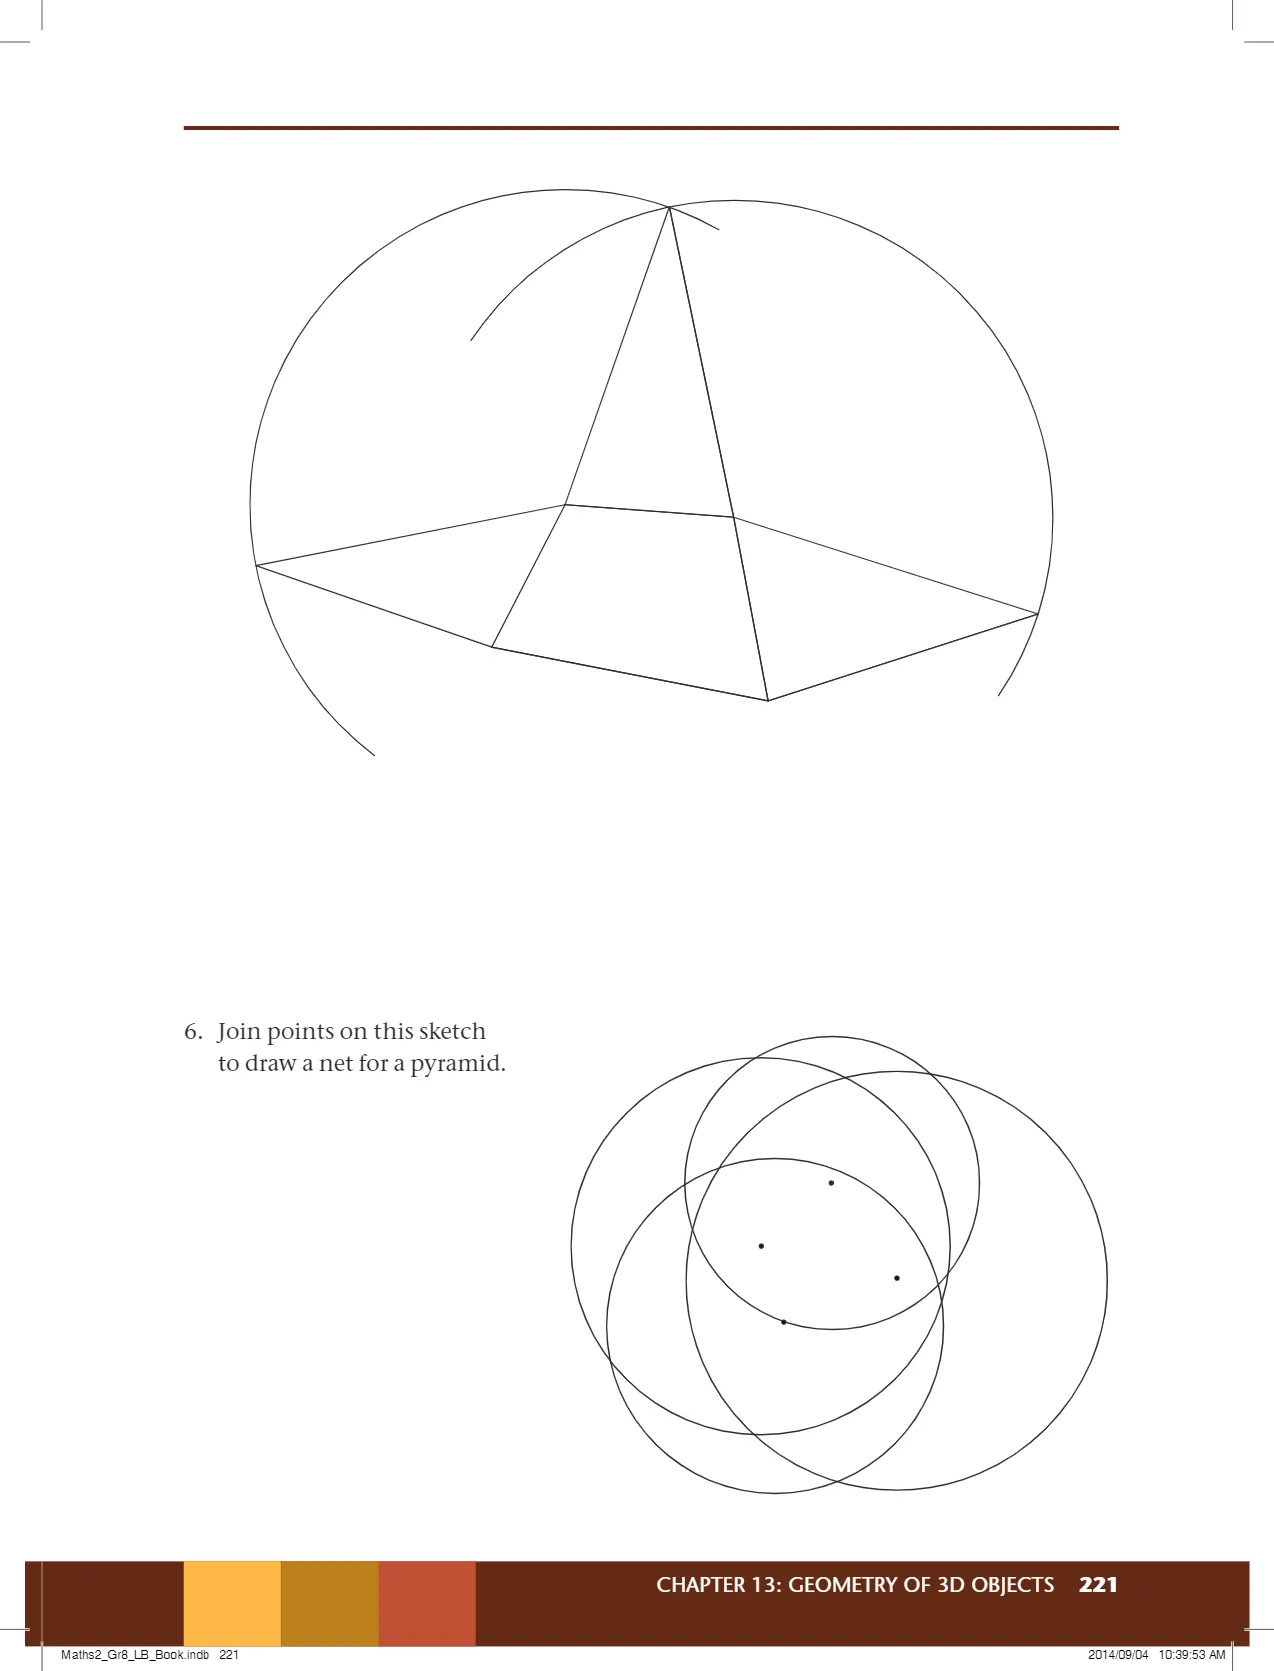 6. Join points on this sketch
to draw a net for a pyramid.
CHAPTER 13: GEOMETRY OF 3D OBJECTS 221
Maths2_Gr8_LB_Book.indb 221 2014/09/04 10:39:53 AM